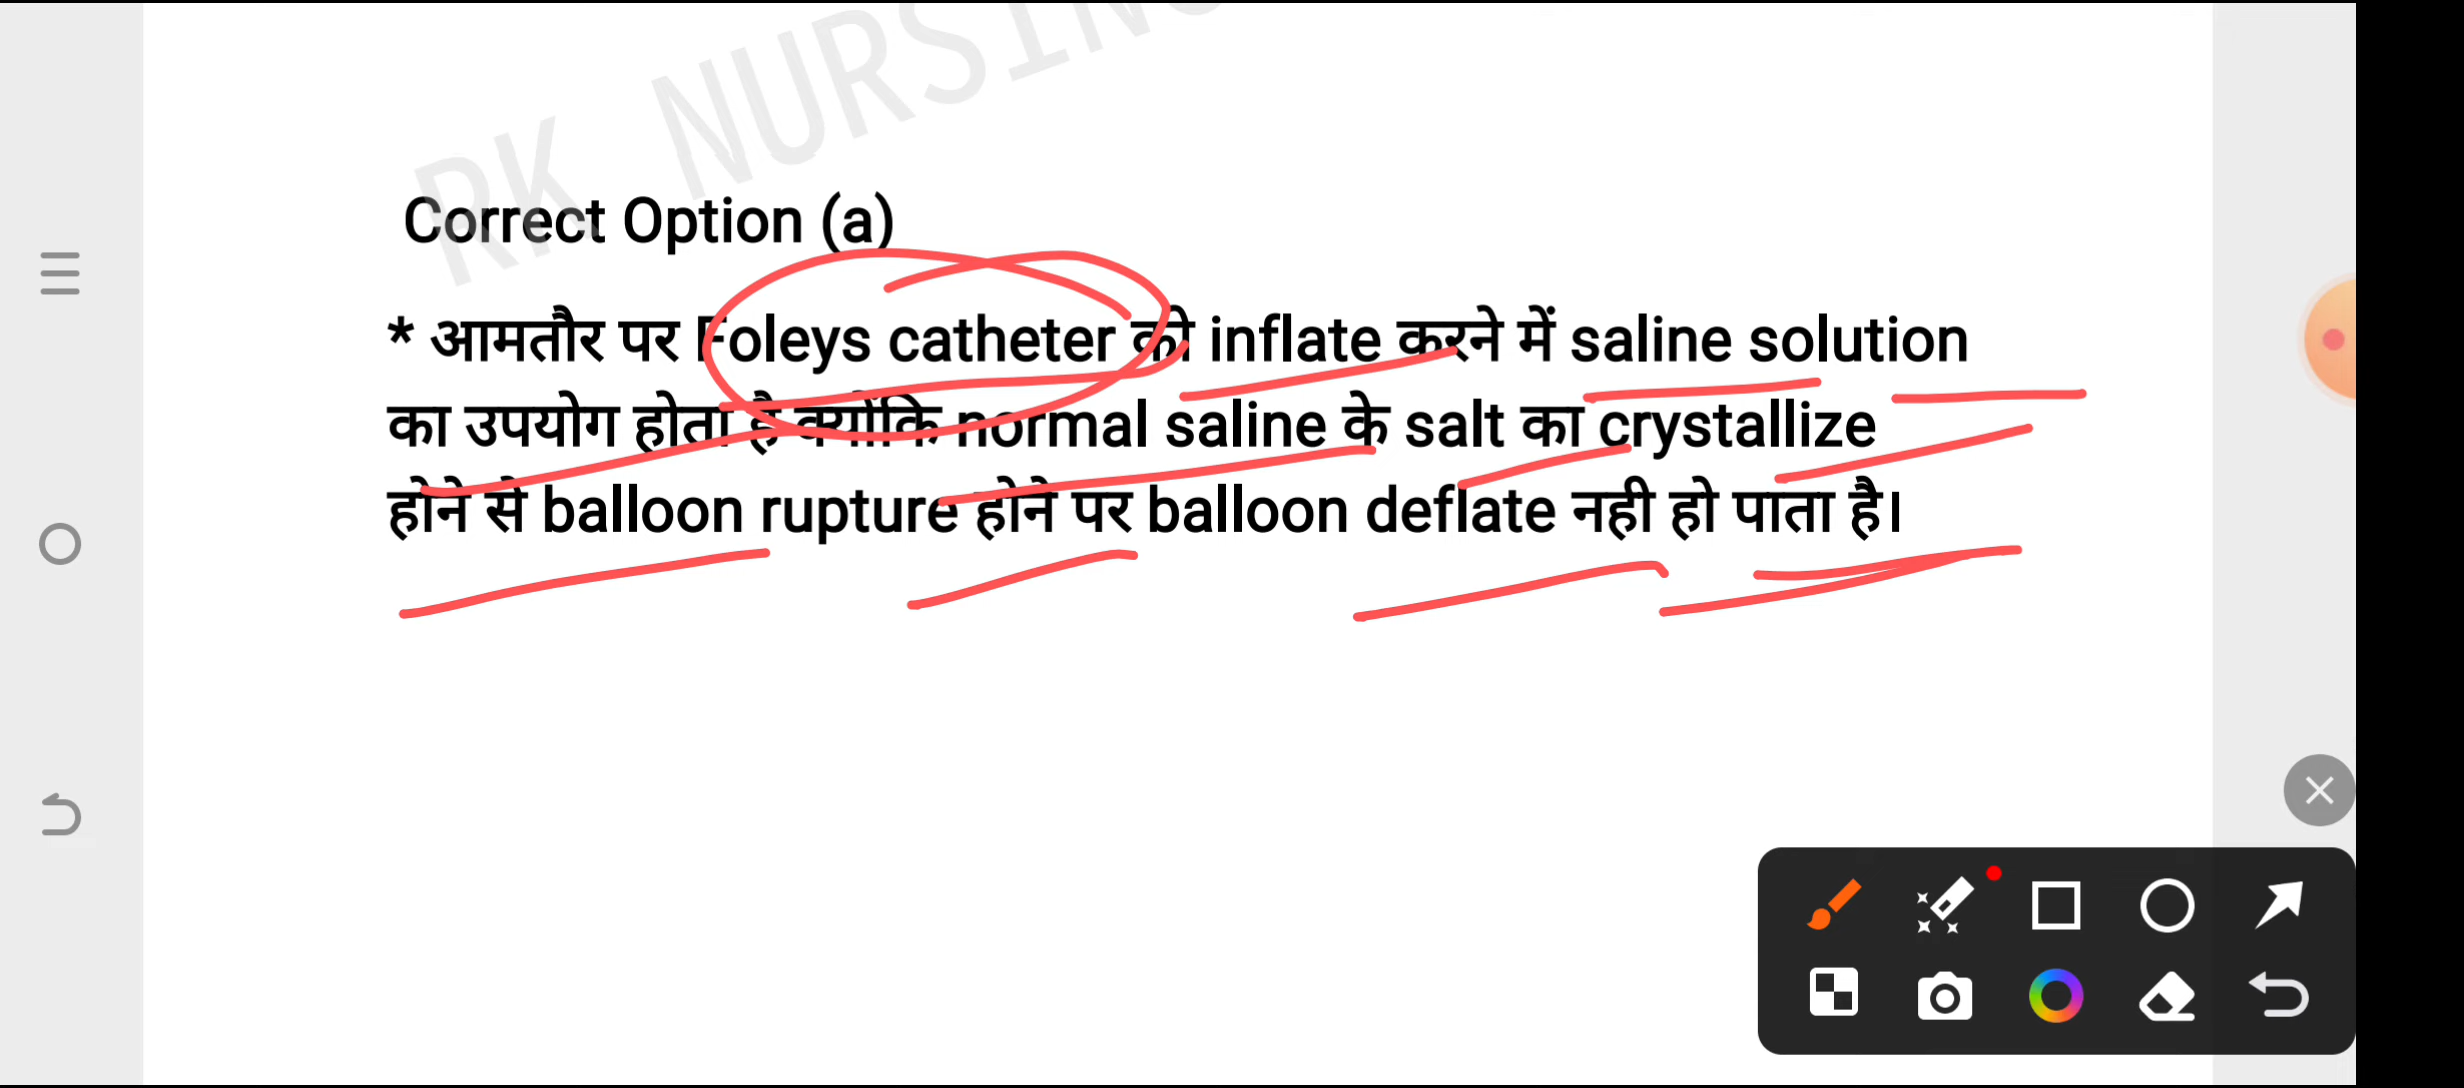 RK NURSING
Correct Option (a)
* आमतौर पर Foleys catheter को inflate करने में saline solution
का उपयोग होता है क्योंकि normal saline के salt का crystallize
होने से balloon rupture होने पर balloon deflate नही हो पाता है।